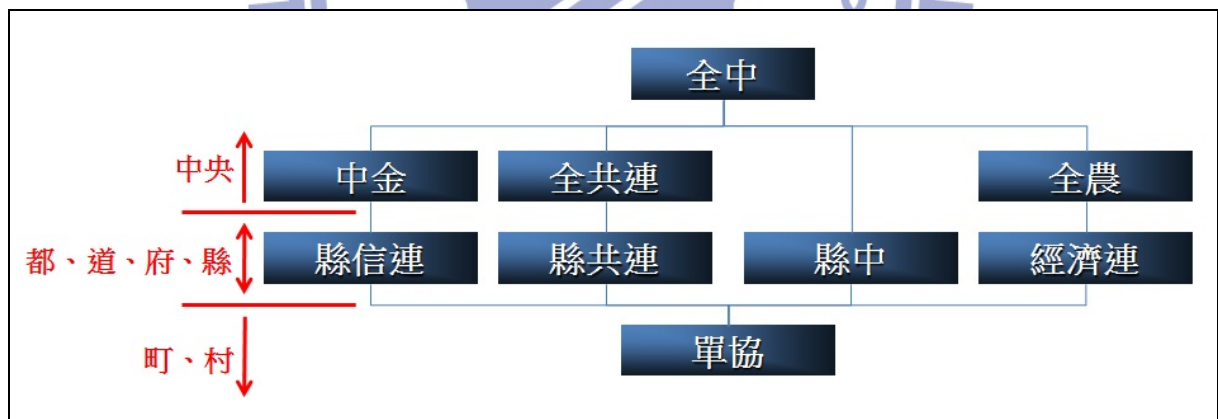 全中
中央
中金
全共連
全農
都、道、府、縣
縣信連
縣共連
縣中
經濟連
町、村
單協